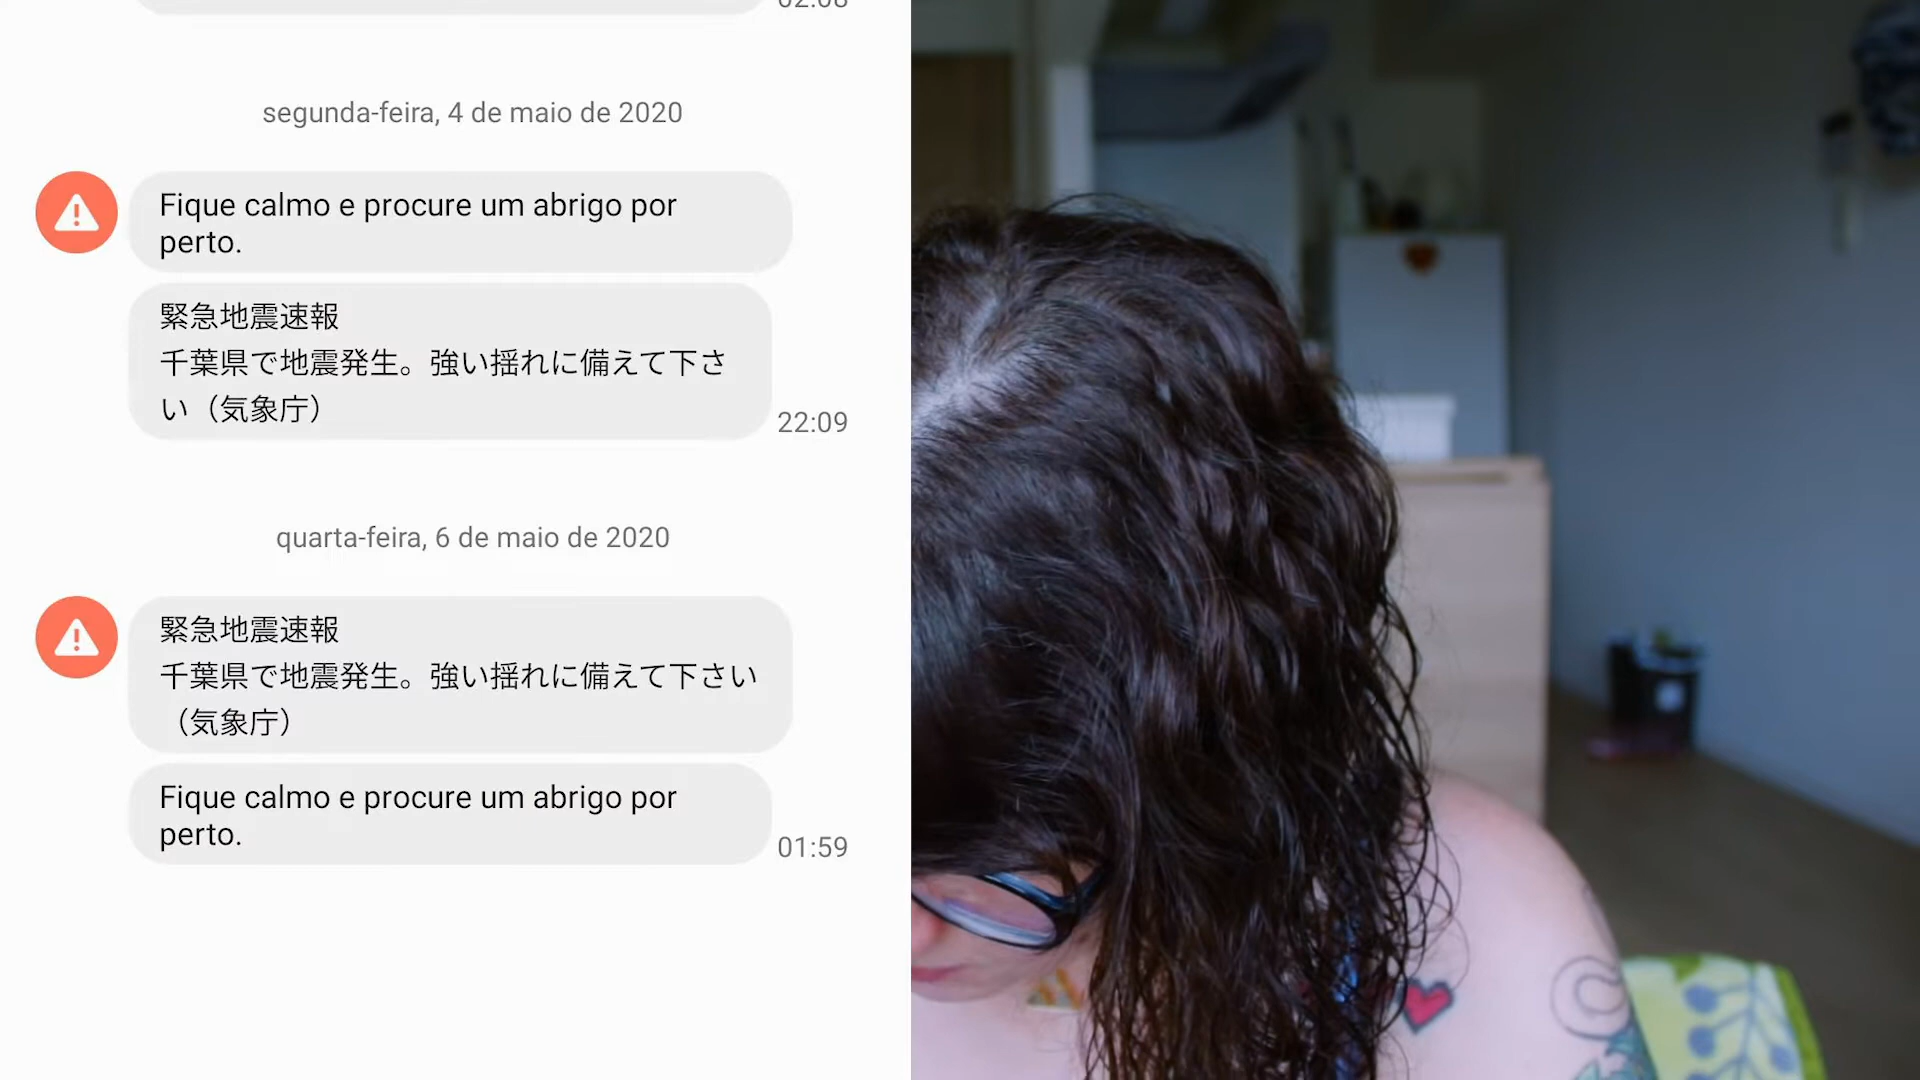 02:08
segunda-feira, 4 de maio de 2020
Fique calmo e procure um abrigo por
perto.
緊急地震速報
千葉県で地震発生。強い揺れに備えて下さ
い（気象庁）
22:09
quarta-feira, 6 de maio de 2020
緊急地震速報
千葉県で地震発生。強い揺れに備えて下さい
（気象庁）
Fique calmo e procure um abrigo por
perto.
01:59